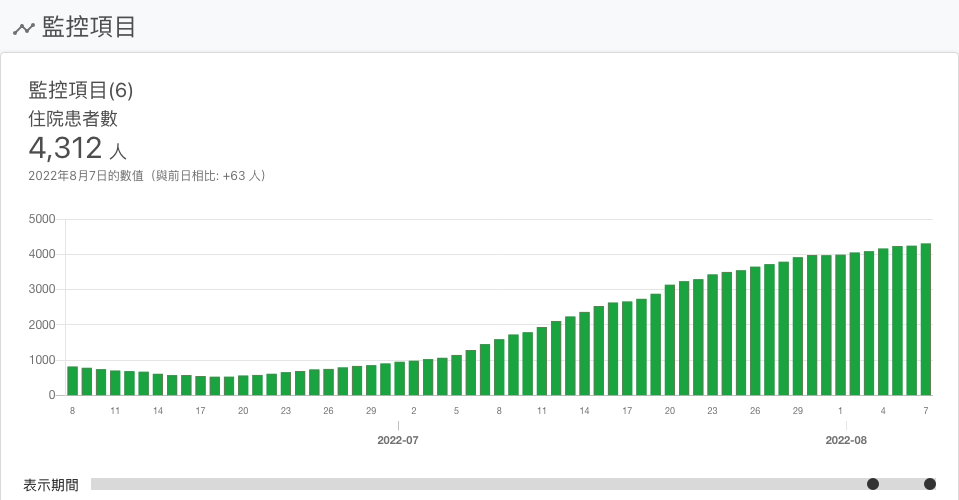 監控項目
監控項目(6)
住院患者數
4,312 人
2022年8月7日的數值（與前日相比: +63 人）
5000
4000
3000
2000
1000
0
8 11 14 17 20 23 26 29 2 5 8 11 14 17 20 23 26 29 1 4 7
2022-07 2022-08
表示期間